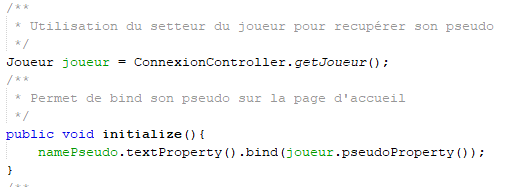 /**
 * Utilisation du setteur du joueur pour recupérer son pseudo
 */
Joueur joueur = ConnexionController.getJoueur();
/**
 * Permet de bind son pseudo sur la page d'accueil
 */
public void initialize(){
    namePseudo.textProperty().bind(joueur.pseudoProperty());
}
/**